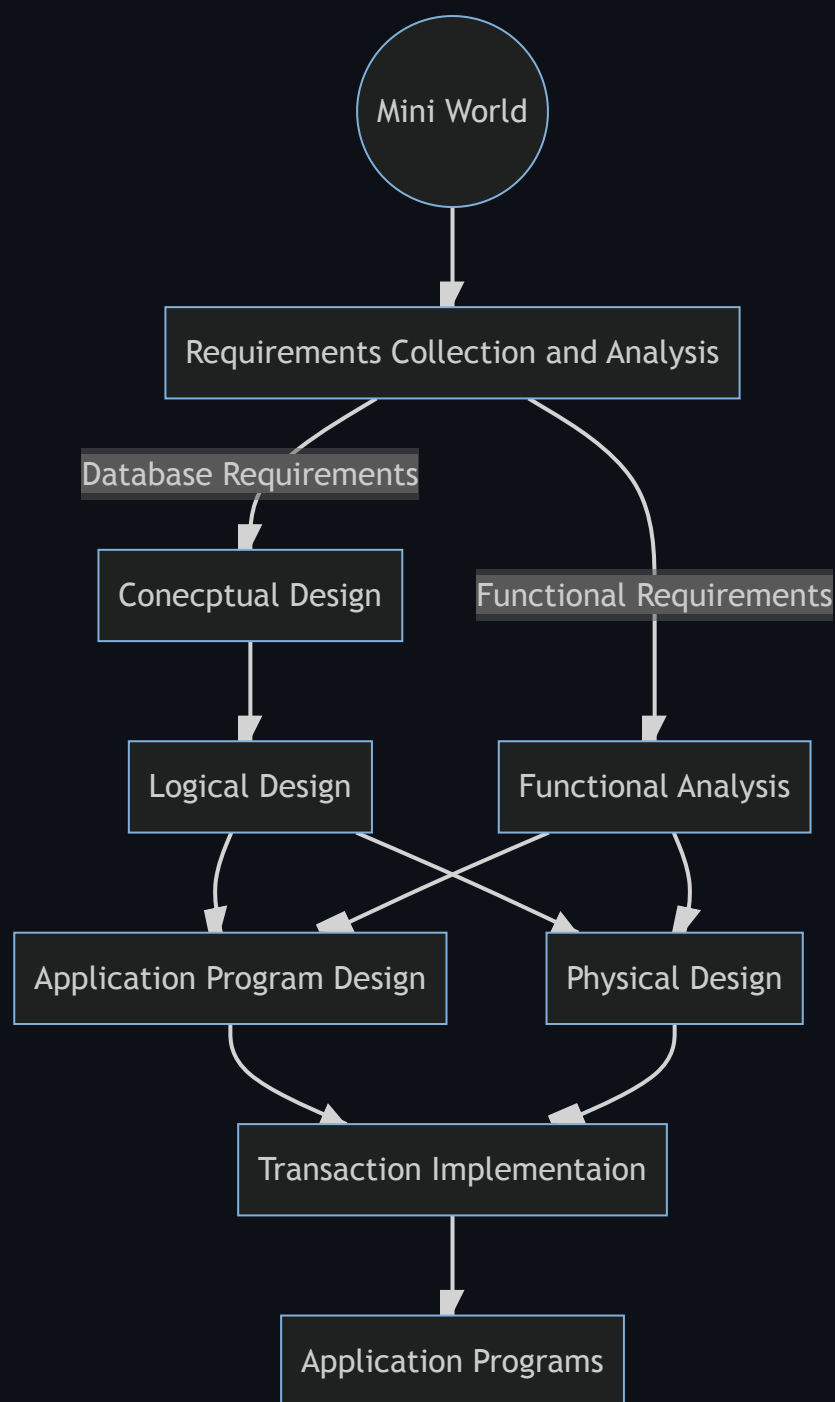 Mini World
Requirements Collection and Analysis
Database Requirements
Conecptual Design
Functional Requirements
Logical Design
Functional Analysis
Application Program Design
Physical Design
Transaction Implementaion
Application Programs